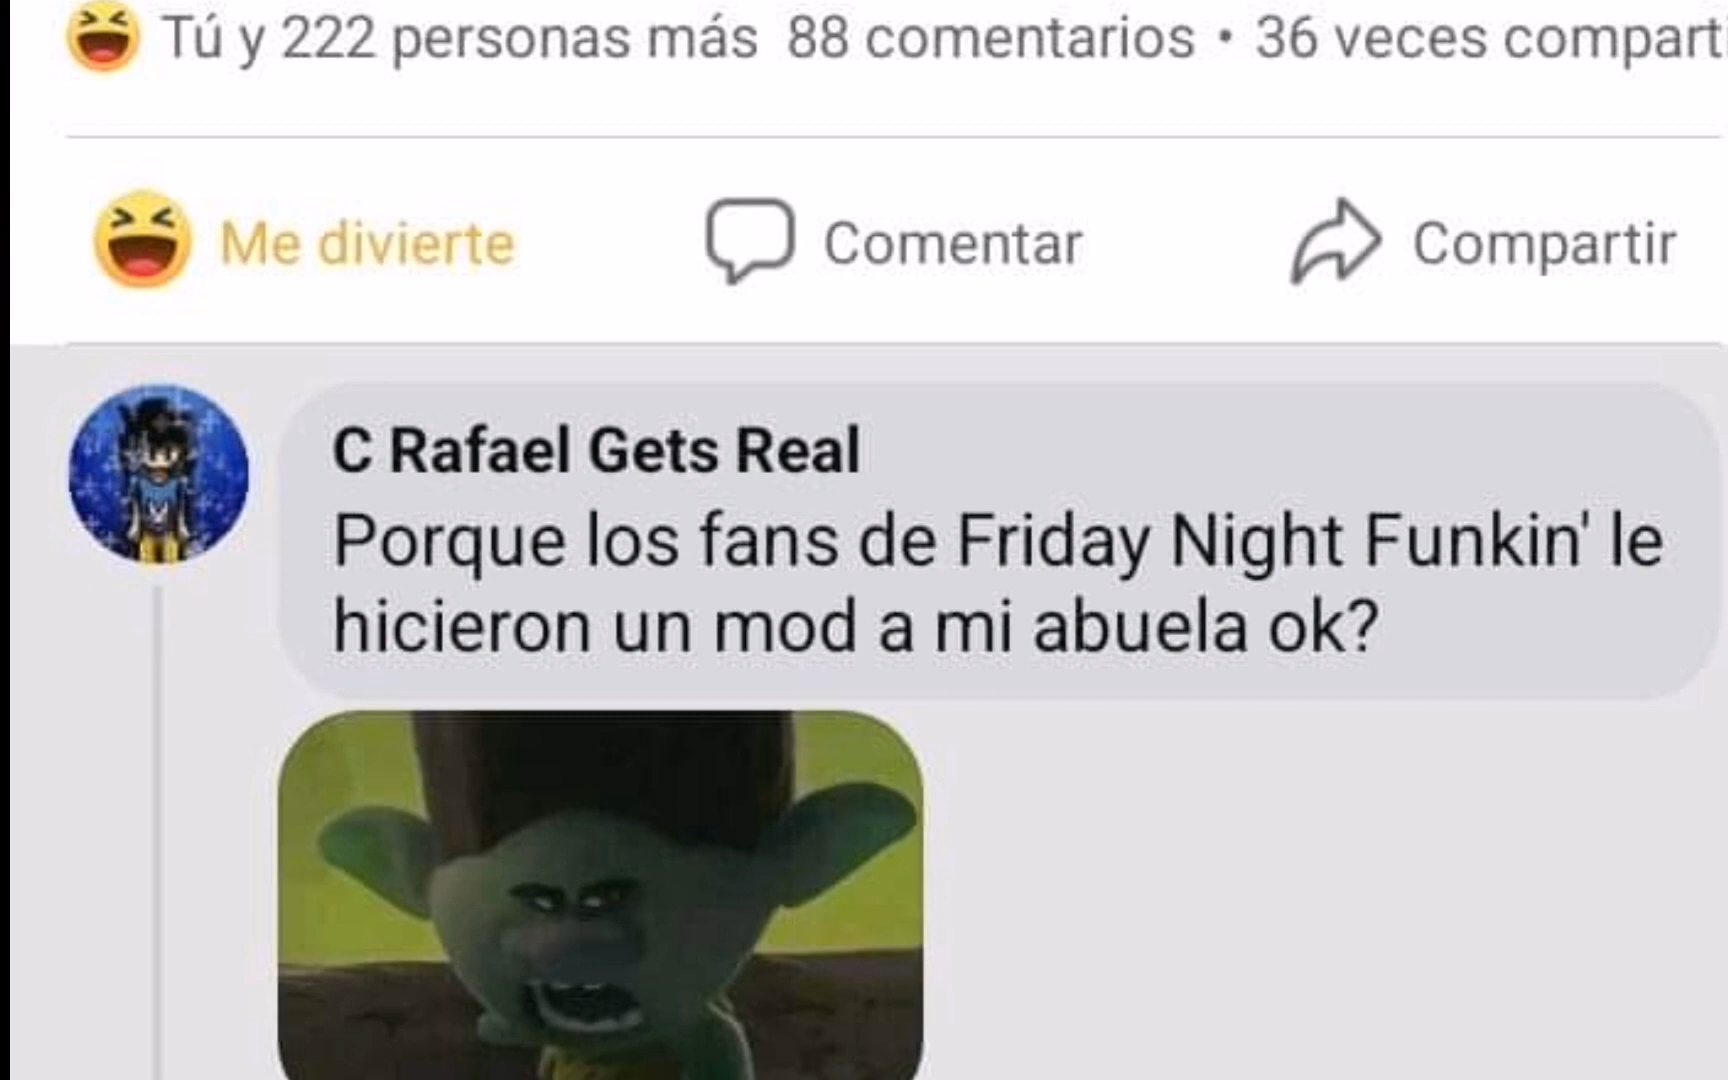 Tú y 222 personas más 88 comentarios • 36 veces comparti
Me divierte Comentar Compartir
C Rafael Gets Real
Porque los fans de Friday Night Funkin' le
hicieron un mod a mi abuela ok?